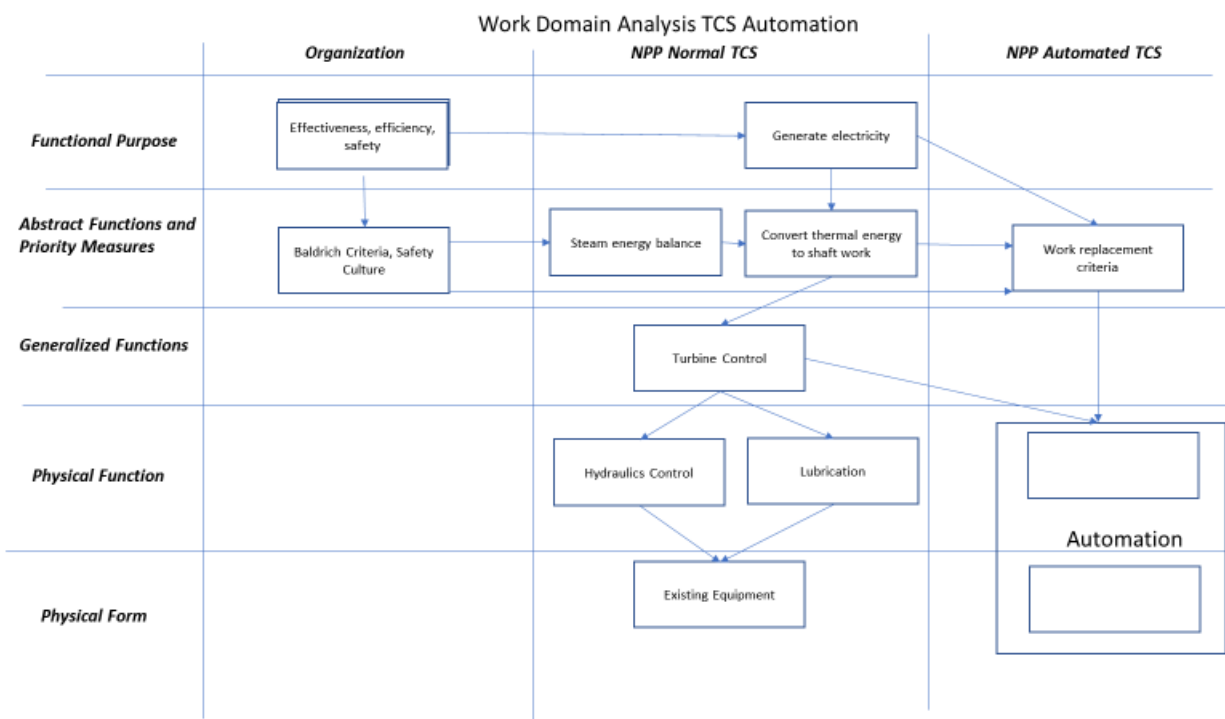 Work Domain Analysis TCS Automation
Organization
NPP Normal TCS
NPP Automated TCS
Functional Purpose
Effectiveness, efficiency,
safety
Generate electricity
Abstract Functions and
Priority Measures
Baldrich Criteria, Safety
Culture
Steam energy balance
Convert thermal energy
to shaft work
Work replacement
criteria
Generalized Functions
Turbine Control
Physical Function
Hydraulics Control
Lubrication
Automation
Physical Form
Existing Equipment